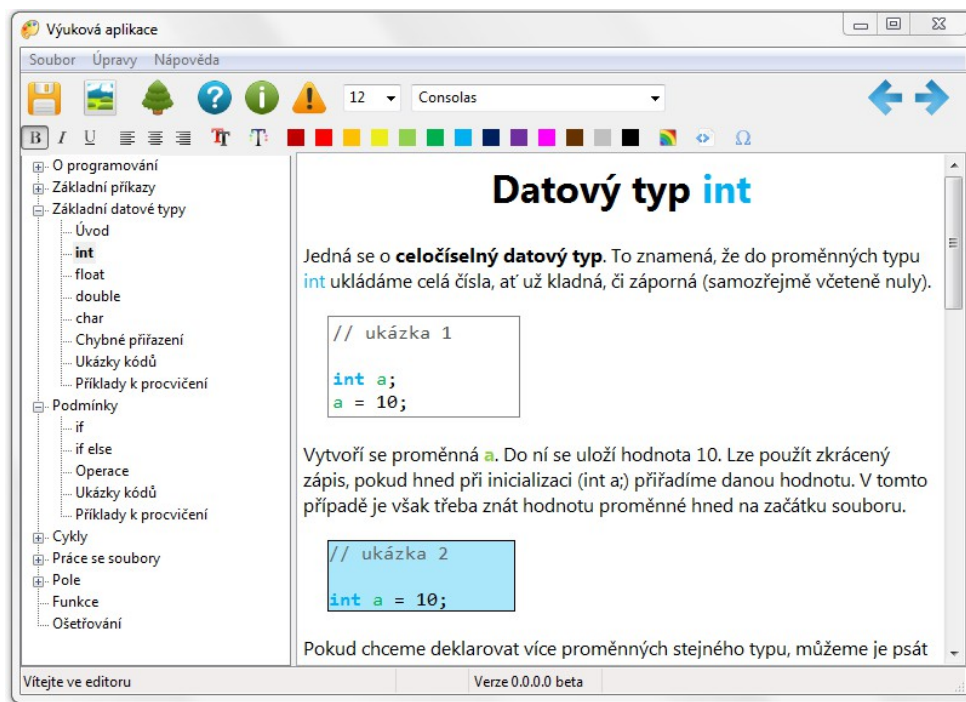 Výuková aplikace
Soubor Úpravy Nápověda
12 Consolas
B I U
O programování
Základní příkazy
Základní datové typy
Úvod
int
float
double
char
Chybné přiřazení
Ukázky kódů
Příklady k procvičení
Podmínky
if
if else
Operace
Ukázky kódů
Příklady k procvičení
Cykly
Práce se soubory
Pole
Funkce
Ošetřování
Datový typ int
Jedná se o celočíselný datový typ. To znamená, že do proměnných typu
int ukládáme celá čísla, ať už kladná, či záporná (samozřejmě včeteně nuly).
// ukázka 1
int a;
a = 10;
Vytvoří se proměnná a. Do ní se uloží hodnota 10. Lze použít zkrácený
zápis, pokud hned při inicializaci (int a;) přiřadíme danou hodnotu. V tomto
případě je však třeba znát hodnotu proměnné hned na začátku souboru.
// ukázka 2
int a = 10;
Pokud chceme deklarovat více proměnných stejného typu, můžeme je psát
Vítejte ve editoru
Verze 0.0.0.0 beta